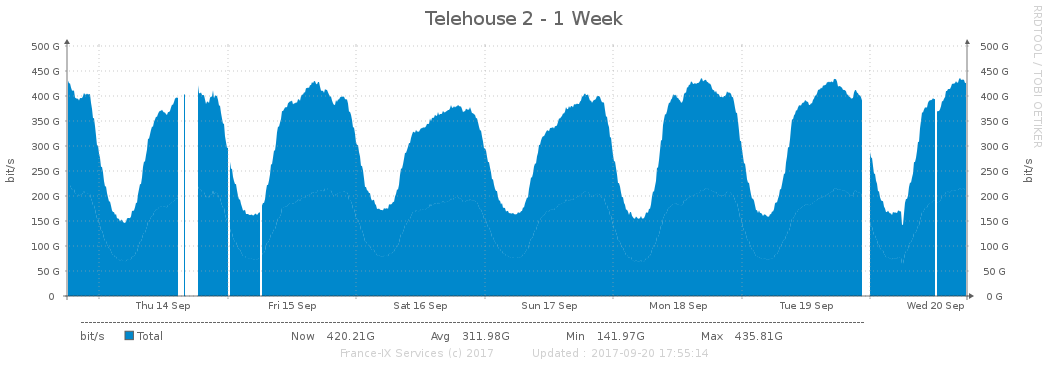 Telehouse 2 - 1 Week
RRDTOOL / TOBI OETIKER
500 G 500 G
450 G 450 G
400 G 400 G
350 G 350 G
300 G 300 G
250 G 250 G
200 G 200 G
150 G 150 G
100 G 100 G
50 G 50 G
0 0 G
bit/s bit/s
Thu 14 Sep Fri 15 Sep Sat 16 Sep Sun 17 Sep Mon 18 Sep Tue 19 Sep Wed 20 Sep
bit/s Total Now 420.21G Avg 311.98G Min 141.97G Max 435.81G
France-IX Services (c) 2017 Updated : 2017-09-20 17:55:14